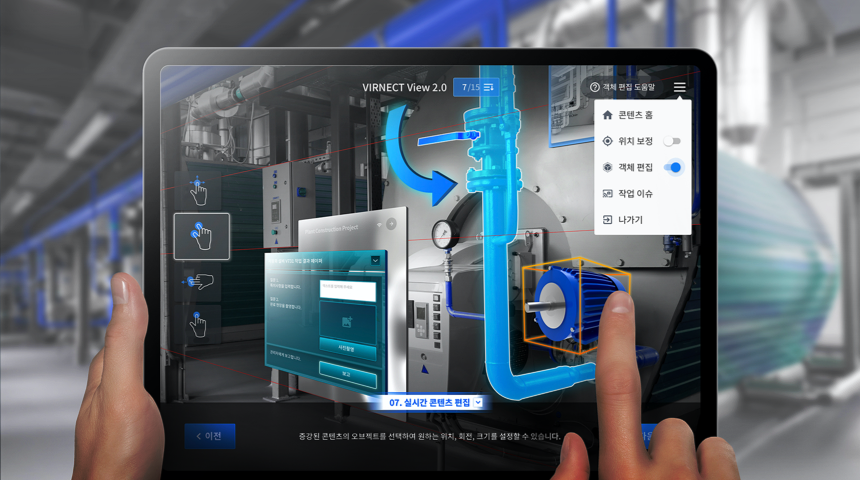 VIRNECT View 2.0
7/15
객체 편집 도움말
콘텐츠 홈
위치 보정
객체 편집
작업 이슈
나가기
사진촬영
보고
07. 실시간 콘텐츠 편집
이전
증강된 콘텐츠의 오브젝트를 선택하여 원하는 위치, 회전, 크기를 설정할 수 있습니다.